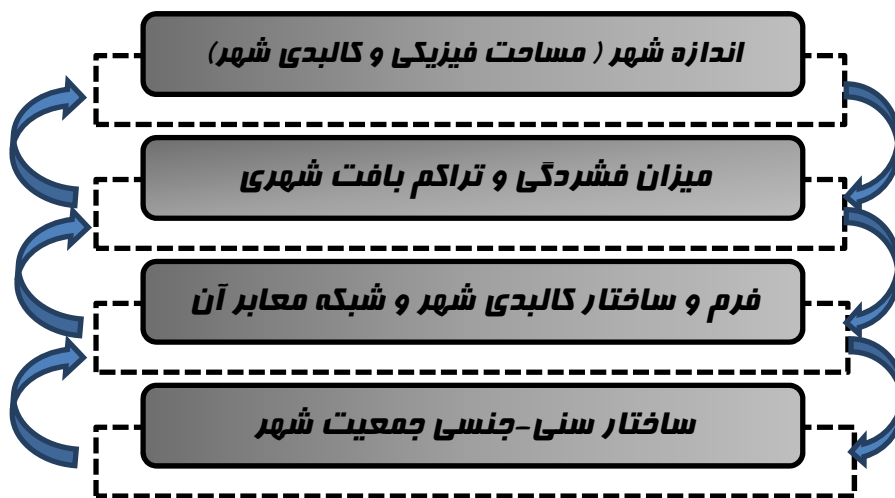 اندازه شهر ( مساحت فیزیکی و کالبدی شهر)
میزان فشردگی و تراکم بافت شهری
فرم و ساختار کالبدی شهر و شبکه معابر آن
ساختار سنی-جنسی جمعیت شهر